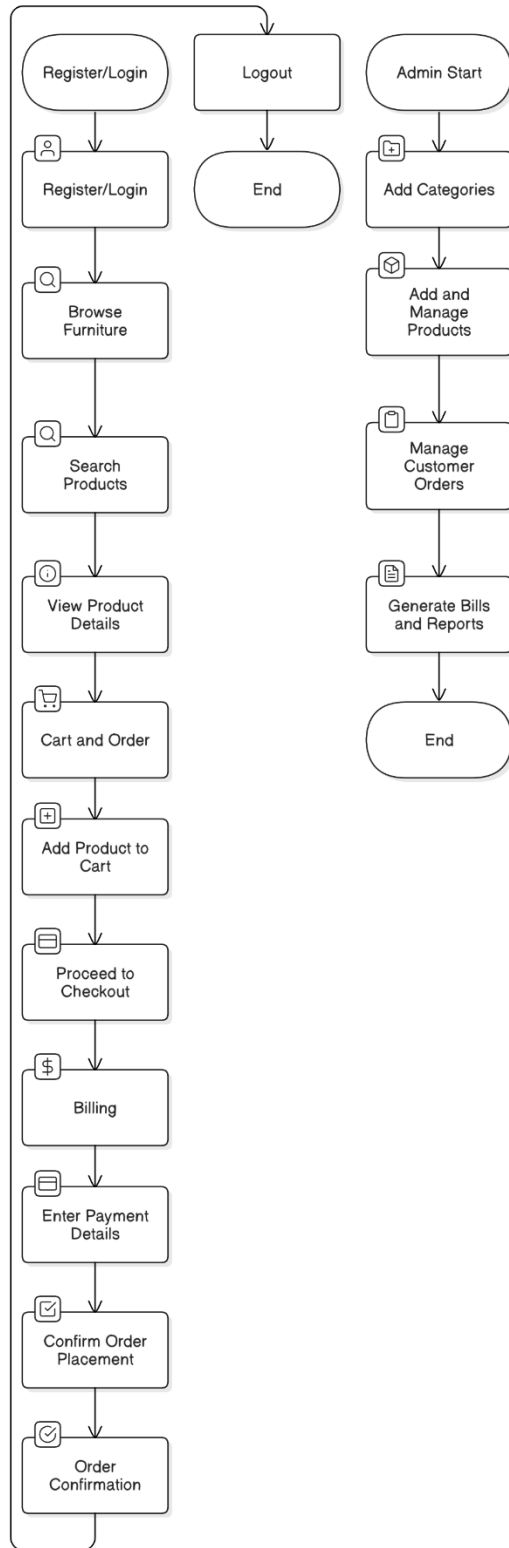 Register/Login
Register/Login
Browse
Furniture
Search
Products
View Product
Details
Cart and Order
Add Product to
Cart
Proceed to
Checkout
Billing
Enter Payment
Details
Confirm Order
Placement
Order
Confirmation
Logout
End
Admin Start
Add Categories
Add and
Manage
Products
Manage
Customer
Orders
Generate Bills
and Reports
End